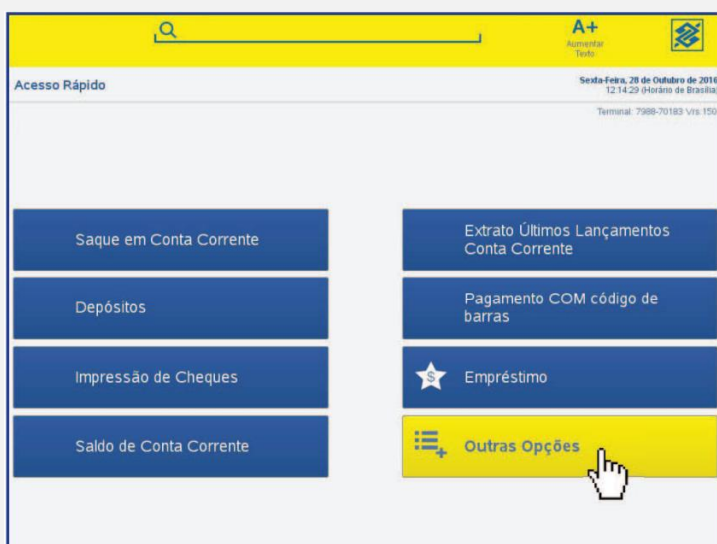 A+
Aumentar
Texto
Acesso Rápido
Sexta-Feira, 28 de Outubro de 2016
12:14:29 (Horário de Brasília)
Terminal: 7988-70183 Vrs:150
Saque em Conta Corrente
Extrato Últimos Lançamentos
Conta Corrente
Depósitos
Pagamento COM código de
barras
Impressão de Cheques
$ Empréstimo
Saldo de Conta Corrente
Outras Opções